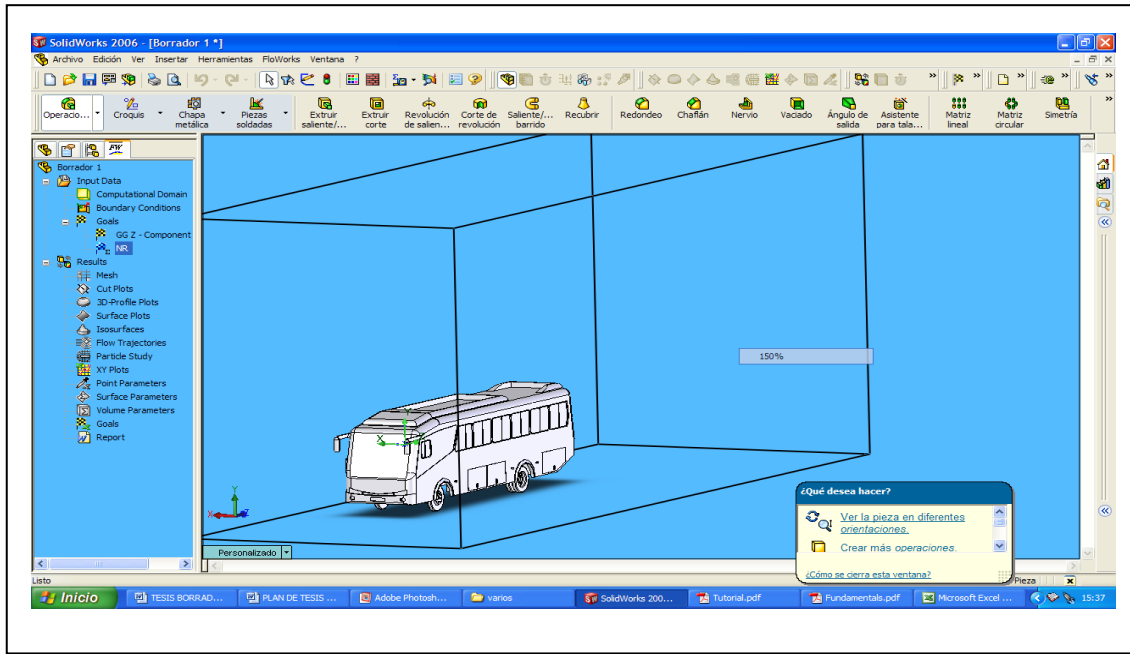 SolidWorks 2006 - [Borrador 1 *]
Archivo Edición Ver Insertar Herramientas FloWorks Ventana ?
Operacio... Croquis Chapa metálica Piezas soldadas Extruir saliente/... Extruir corte Revolución de salien... Corte de revolución Saliente/... barrido Recubrir Redondeo Chaflán Nervio Vaciado Ángulo de salida Asistente para tala... Matriz lineal Matriz circular Simetría
FW
Borrador 1
Input Data
Computational Domain
Boundary Conditions
Goals
GG Z - Component
NR
Results
Mesh
Cut Plots
3D-Profile Plots
Surface Plots
Isosurfaces
Flow Trajectories
Particle Study
XY Plots
Point Parameters
Surface Parameters
Volume Parameters
Goals
Report
150%
Y
X
Y
X
Z
Personalizado
¿Qué desea hacer?
Ver la pieza en diferentes
orientaciones.
Crear más operaciones.
¿Cómo se cierra esta ventana?
Listo
Pieza
Inicio TESIS BORRAD... PLAN DE TESIS ... Adobe Photosh... varios SolidWorks 200... Tutorial.pdf Fundamentals.pdf Microsoft Excel ... 15:37